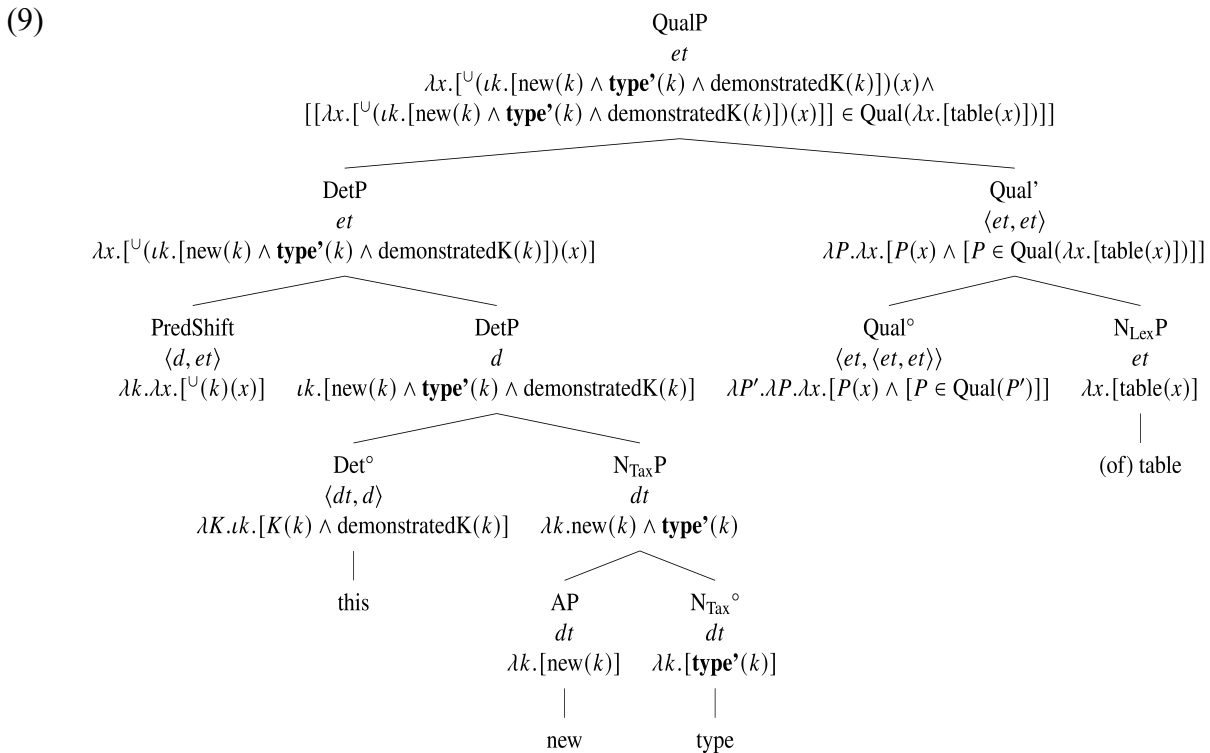 (9)
QualP
et
λx.[∪(ιk.[new(k) ∧ type’(k) ∧ demonstratedK(k)])(x)∧
[[λx.[∪(ιk.[new(k) ∧ type’(k) ∧ demonstratedK(k)])(x)]] ∈ Qual(λx.[table(x)])]]
DetP Qual’
et ⟨et, et⟩
λx.[∪(ιk.[new(k) ∧ type’(k) ∧ demonstratedK(k)])(x)] λP.λx.[P(x) ∧ [P ∈ Qual(λx.[table(x)])]]
PredShift DetP Qual° N_LexP
⟨d, et⟩ d ⟨et, ⟨et, et⟩⟩ et
λk.λx.[∪(k)(x)] ιk.[new(k) ∧ type’(k) ∧ demonstratedK(k)] λP′.λP.λx.[P(x) ∧ [P ∈ Qual(P′)]] λx.[table(x)]
Det° N_TaxP (of) table
⟨dt, d⟩ dt
λK.ιk.[K(k) ∧ demonstratedK(k)] λk.new(k) ∧ type’(k)
this AP N_Tax°
dt dt
λk.[new(k)] λk.[type’(k)]
new type